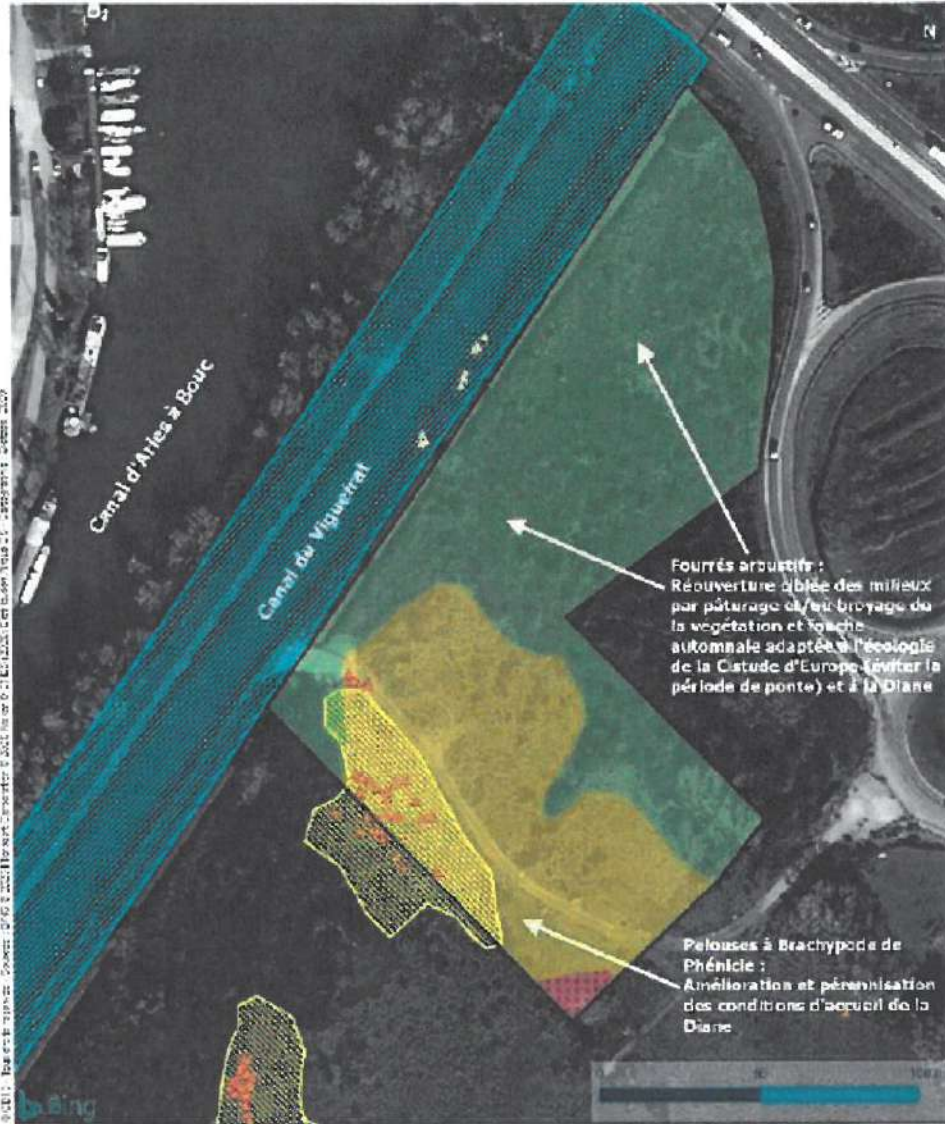 N
Canal d'Arles à Bouc
Canal du Vigueirat
Fourrés arbustifs :
Réouverture ciblée des milieux
par pâturage et/ou broyage de
la végétation et fauche
automnale adaptée à l'écologie
de la Cistude d'Europe (éviter la
période de ponte) et à la Diane
Pelouses à Brachypode de
Phénicie :
Amélioration et pérennisation
des conditions d'accueil de la
Diane
50
Bing